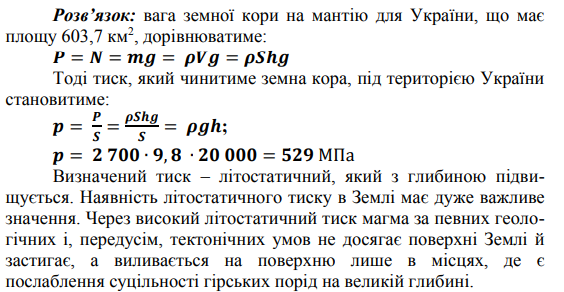 Розв’язок: вага земної кори на мантію для України, що має
площу 603,7 км², дорівнюватиме:
P = N = mg = ρVg = ρShg
Тоді тиск, який чинитиме земна кора, під територією України
становитиме:
p = P/S = ρShg/S = ρgh;
p = 2 700 · 9, 8 · 20 000 = 529 МПа
Визначений тиск – літостатичний, який з глибиною підви-
щується. Наявність літостатичного тиску в Землі має дуже важливе
значення. Через високий літостатичний тиск магма за певних геоло-
гічних і, передусім, тектонічних умов не досягає поверхні Землі й
застигає, а виливається на поверхню лише в місцях, де є
послаблення суцільності гірських порід на великій глибині.